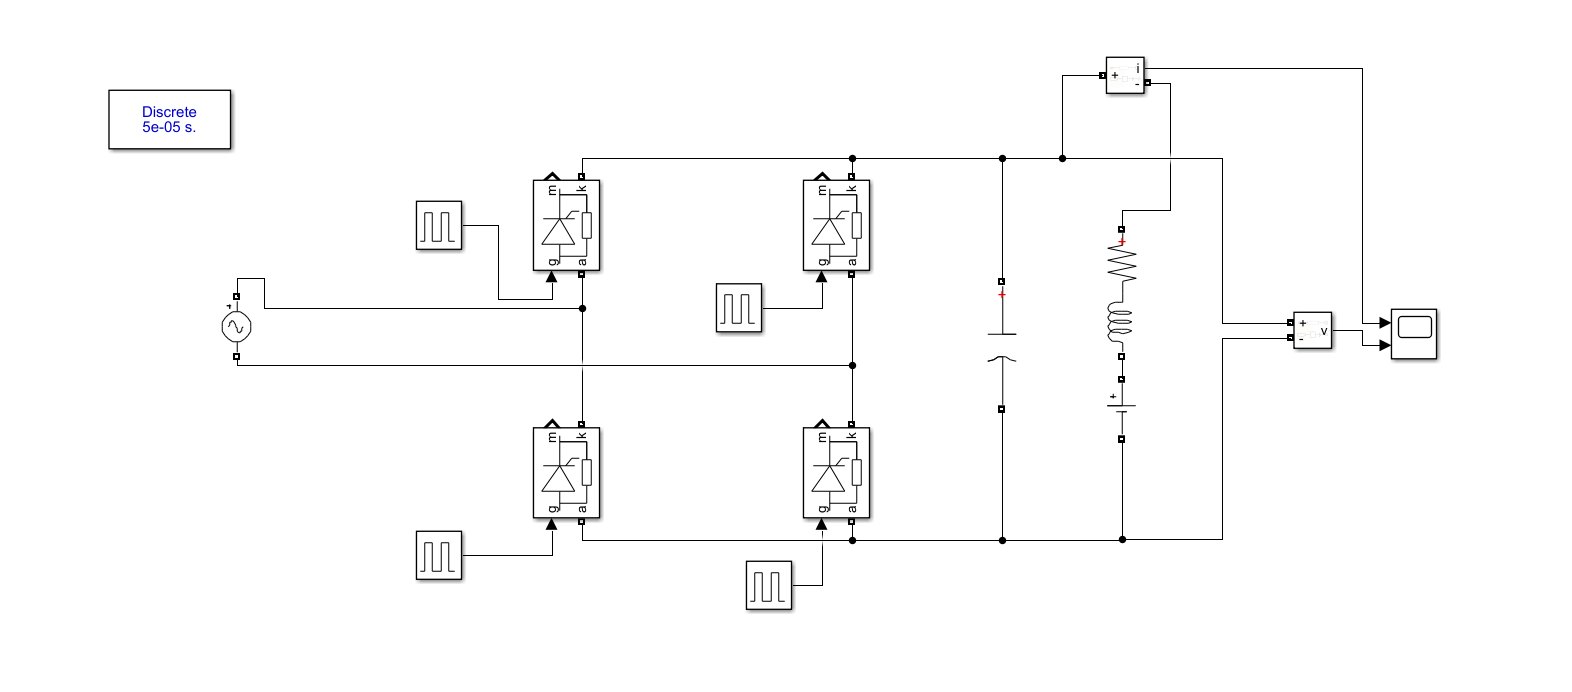 i
+
-
Discrete
5e-05 s.
m
k
m
k
g
a
g
a
+
+
+
+
v
-
+
m
k
m
k
g
a
g
a